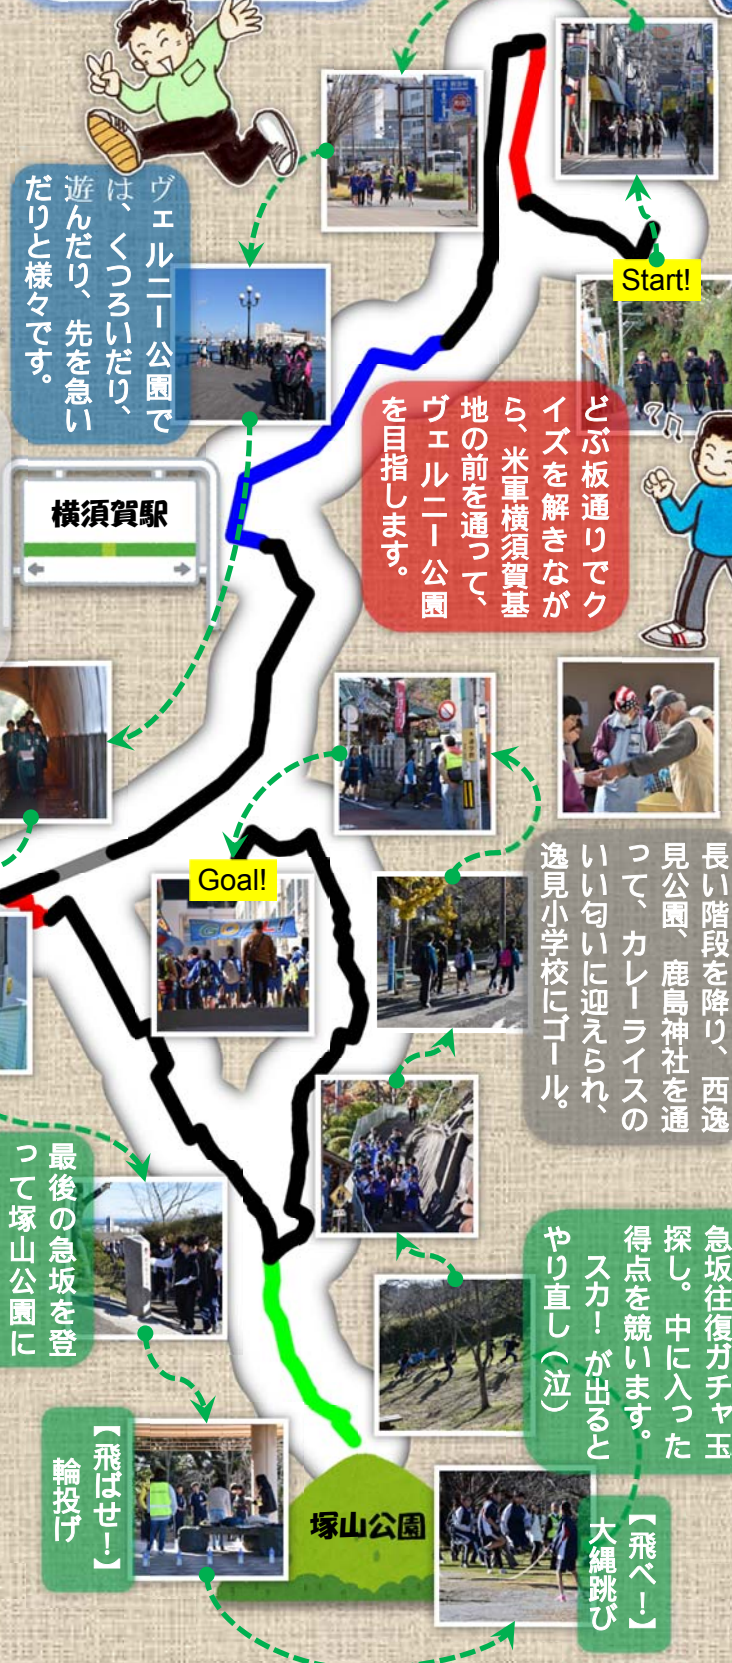 Start!
どぶ板通りでク
イズを解きなが
ら、米軍横須賀基
地の前を通って、
ヴェルニー公園
を目指します。
ヴェルニー公園で
は、くつろいだり、
遊んだり、先を急い
だりと様々です。
横須賀駅
Goal!
長い階段を降り、西逸
見公園、鹿島神社を通
って、カレーライスの
いい匂いに迎えられ、
逸見小学校にゴール。
GOAL!
最後の急坂を登
って塚山公園に
急坂往復ガチャ玉
探し。中に入った
得点を競います。
スカ！が出ると
やり直し（泣）
【飛ばせ！】
輪投げ
塚山公園
【飛べ！】
大縄跳び